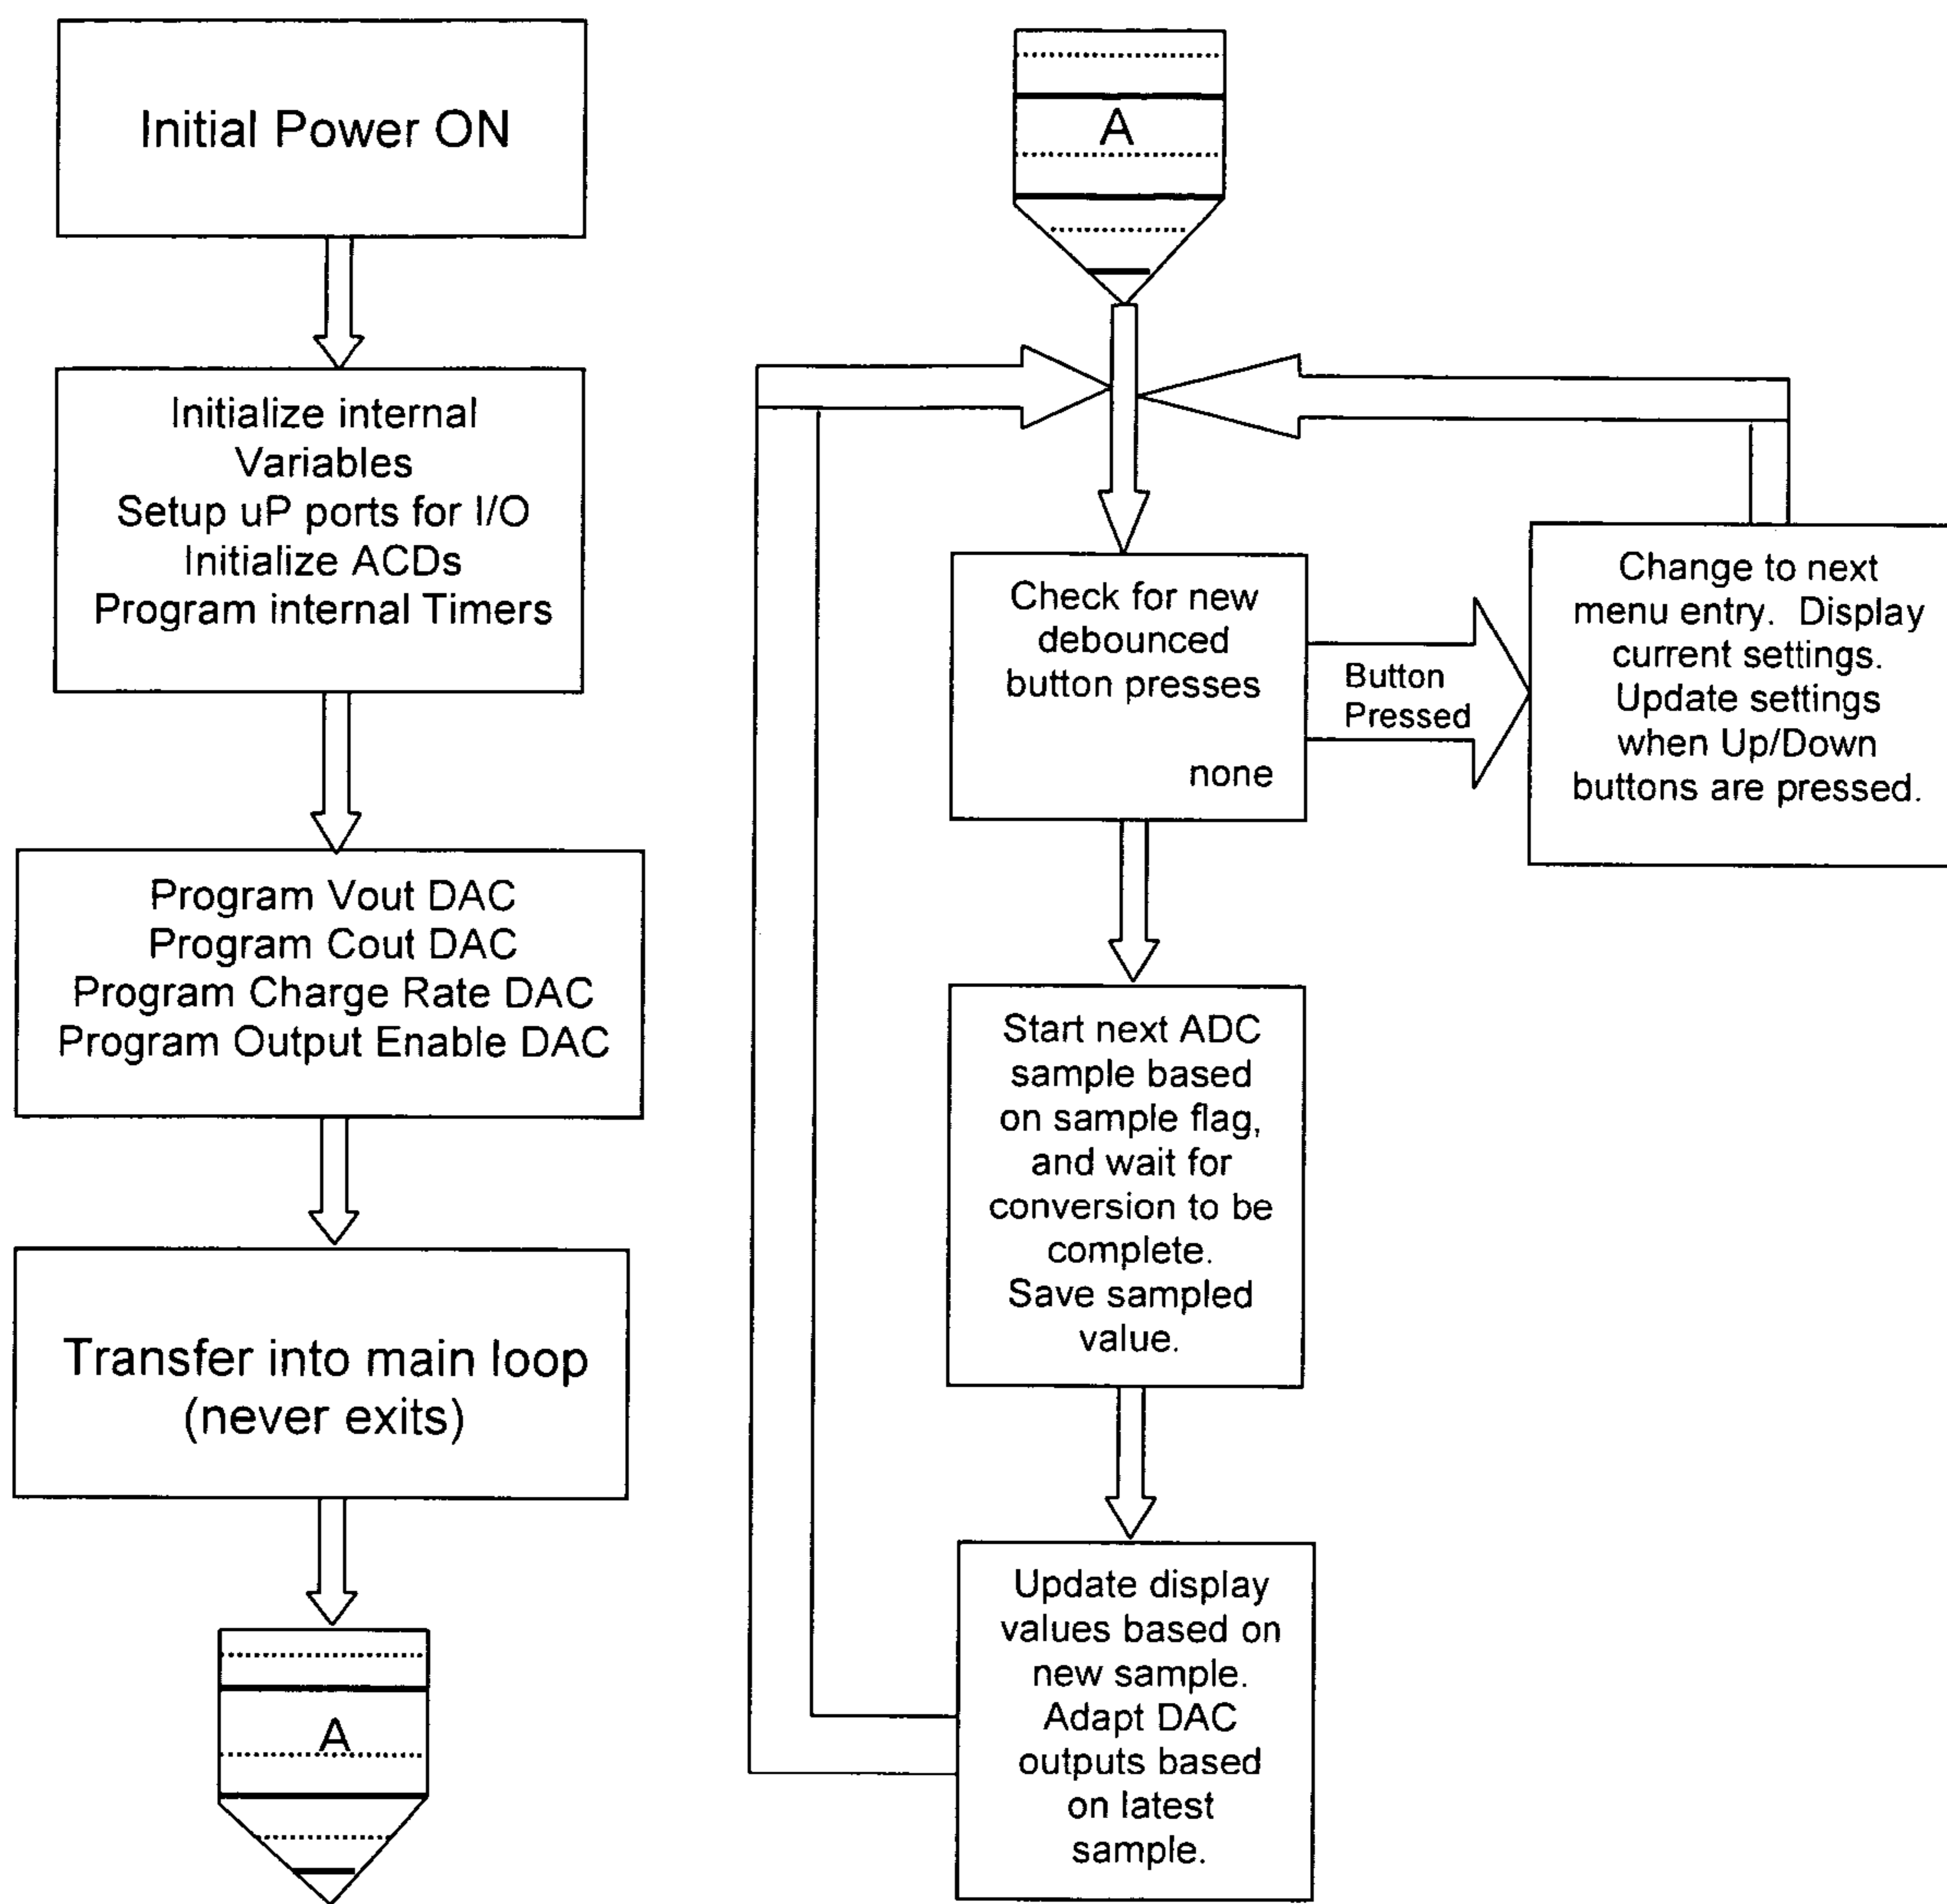 Initial Power ON
Initialize internal
Variables
Setup uP ports for I/O
Initialize ACDs
Program internal Timers
Program Vout DAC
Program Cout DAC
Program Charge Rate DAC
Program Output Enable DAC
Transfer into main loop
(never exits)
A
A
Check for new
debounced
button presses
none
Button
Pressed
Change to next
menu entry. Display
current settings.
Update settings
when Up/Down
buttons are pressed.
Start next ADC
sample based
on sample flag,
and wait for
conversion to be
complete.
Save sampled
value.
Update display
values based on
new sample.
Adapt DAC
outputs based
on latest
sample.